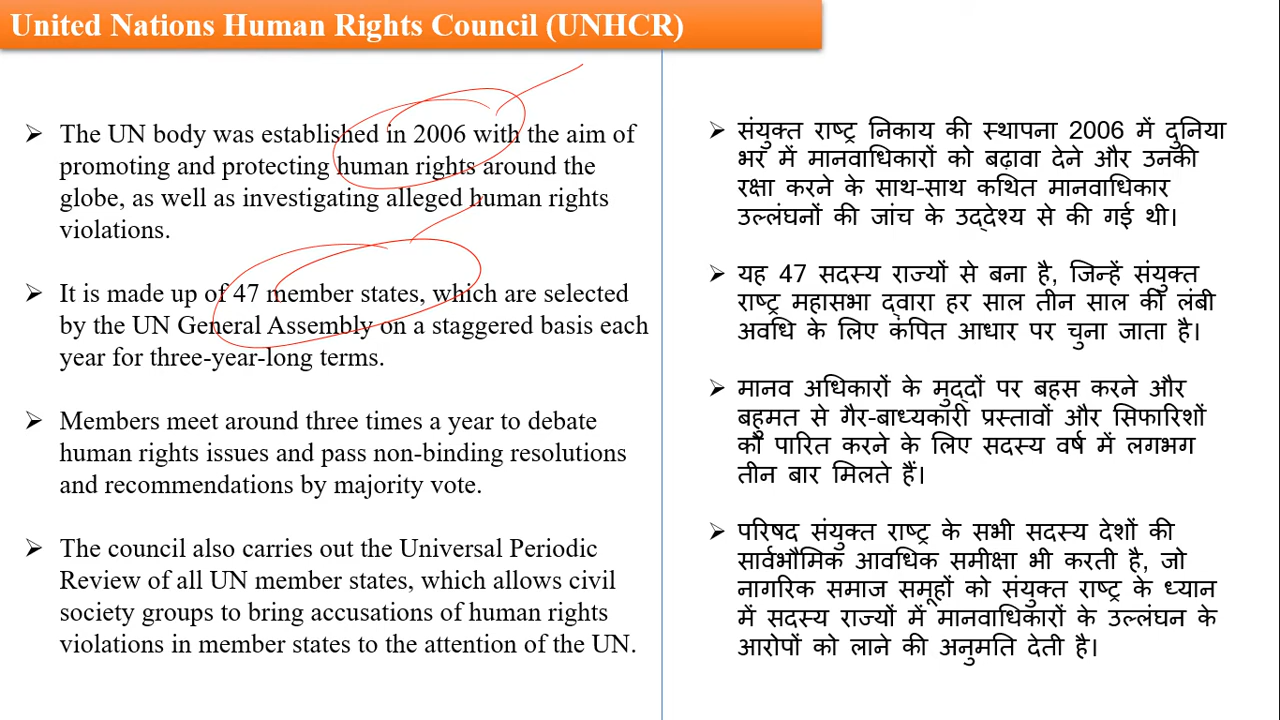 United Nations Human Rights Council (UNHCR)
➢ The UN body was established in 2006 with the aim of
promoting and protecting human rights around the
globe, as well as investigating alleged human rights
violations.
➢ It is made up of 47 member states, which are selected
by the UN General Assembly on a staggered basis each
year for three-year-long terms.
➢ Members meet around three times a year to debate
human rights issues and pass non-binding resolutions
and recommendations by majority vote.
➢ The council also carries out the Universal Periodic
Review of all UN member states, which allows civil
society groups to bring accusations of human rights
violations in member states to the attention of the UN.
➢ संयुक्त राष्ट्र निकाय की स्थापना 2006 में दुनिया
भर में मानवाधिकारों को बढ़ावा देने और उनकी
रक्षा करने के साथ-साथ कथित मानवाधिकार
उल्लंघनों की जांच के उद्देश्य से की गई थी।
➢ यह 47 सदस्य राज्यों से बना है, जिन्हें संयुक्त
राष्ट्र महासभा द्वारा हर साल तीन साल की लंबी
अवधि के लिए कंपित आधार पर चुना जाता है।
➢ मानव अधिकारों के मुद्दों पर बहस करने और
बहुमत से गैर-बाध्यकारी प्रस्तावों और सिफारिशों
को पारित करने के लिए सदस्य वर्ष में लगभग
तीन बार मिलते हैं।
➢ परिषद संयुक्त राष्ट्र के सभी सदस्य देशों की
सार्वभौमिक आवधिक समीक्षा भी करती है, जो
नागरिक समाज समूहों को संयुक्त राष्ट्र के ध्यान
में सदस्य राज्यों में मानवाधिकारों के उल्लंघन के
आरोपों को लाने की अनुमति देती है।